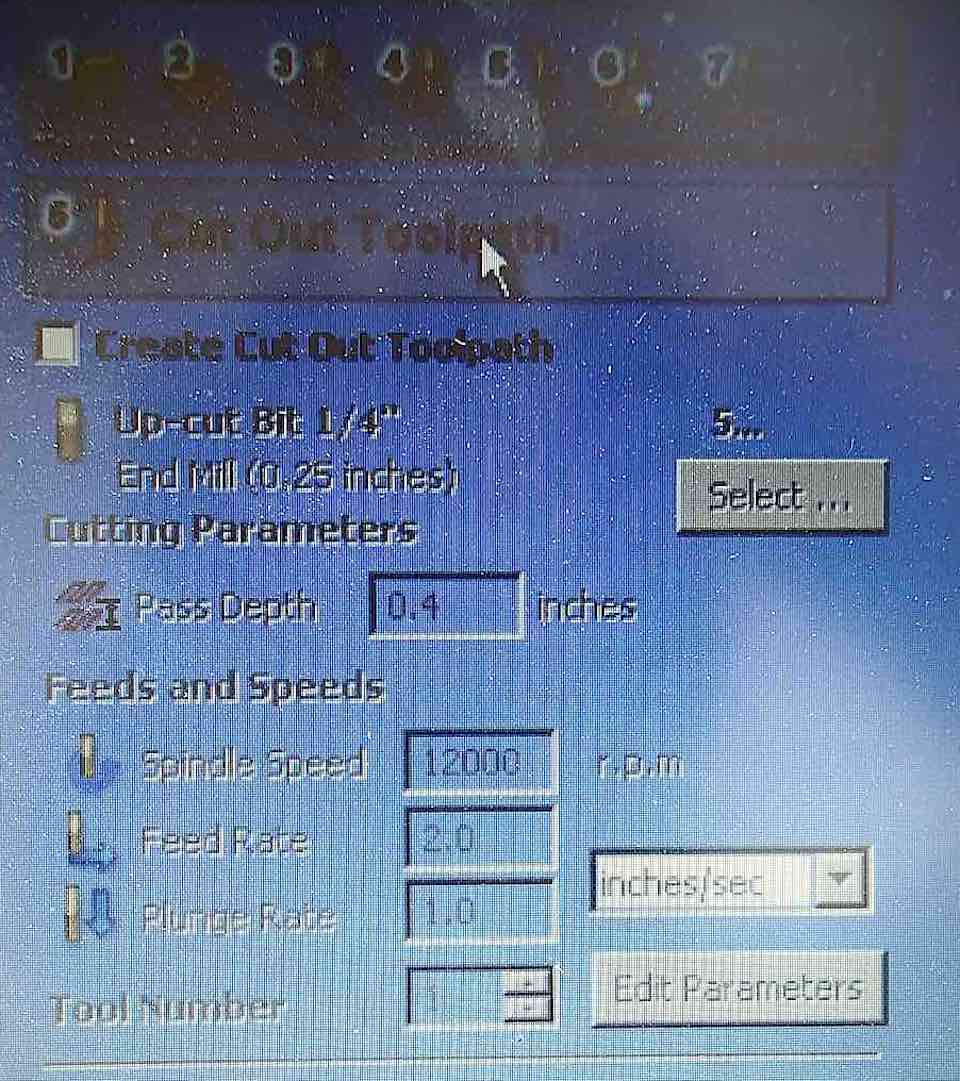 1 2 3 4 5 6 7
6 Cut Out Toolpath
Create Cut Out Toolpath
Up-cut Bit 1/4" 5...
End Mill (0.25 inches)
Select ...
Cutting Parameters
Pass Depth 0.4 inches
Feeds and Speeds
Spindle Speed 12000 r.p.m
Feed Rate 2.0
inches/sec
Plunge Rate 1.0
Tool Number 1 Edit Parameters